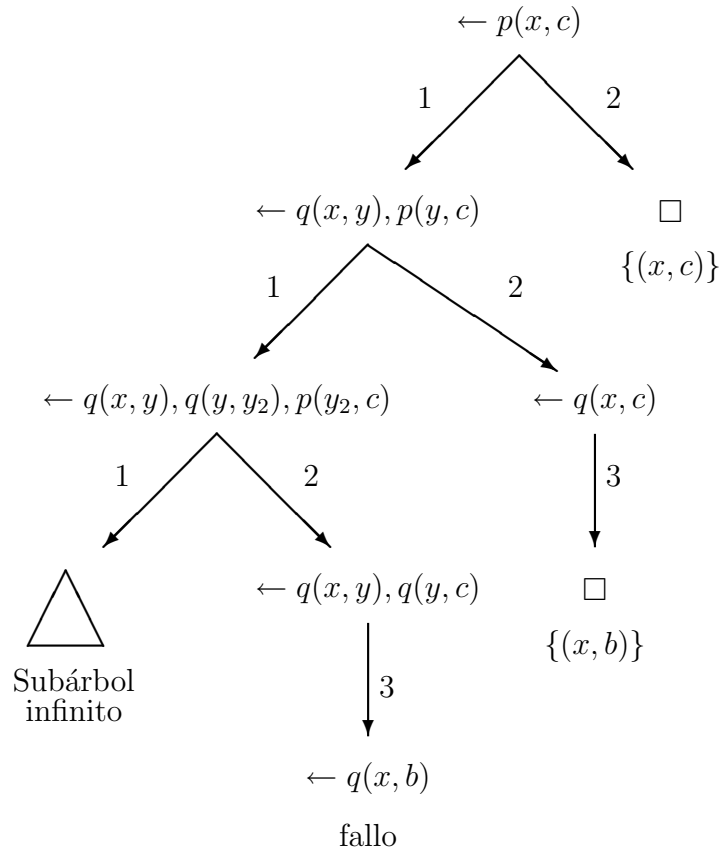 ← p(x, c)
1 2
← q(x, y), p(y, c) □
{(x, c)}
1 2
← q(x, y), q(y, y₂), p(y₂, c) ← q(x, c)
1 2 3
← q(x, y), q(y, c) □
{(x, b)}
Subárbol
infinito
3
← q(x, b)
fallo